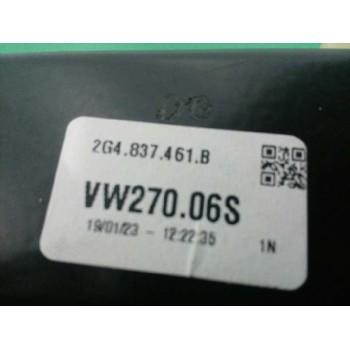 2G4.837.461.B
VW270.06S
19/01/23 - 12:22:35
1N